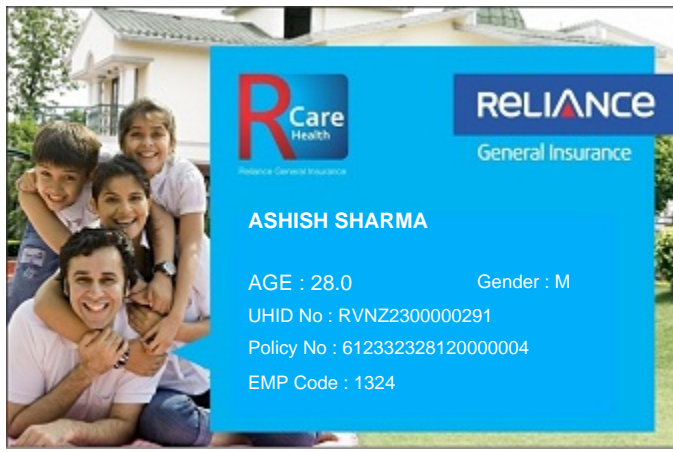 R Care
Health
Reliance General Insurance
RELIANCE
General Insurance
ASHISH SHARMA
AGE : 28.0 Gender : M
UHID No : RVNZ2300000291
Policy No : 612332328120000004
EMP Code : 1324